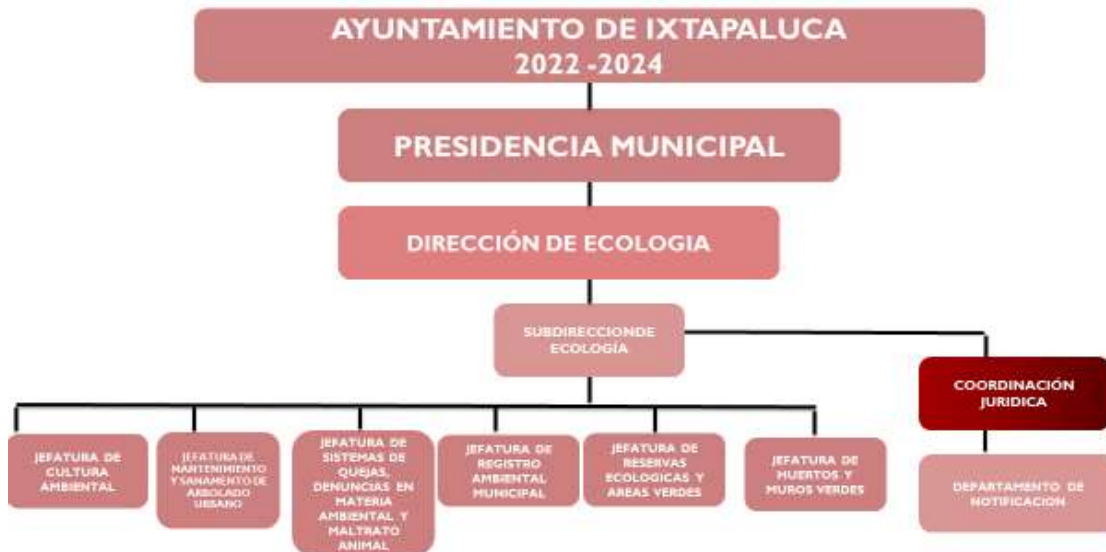 AYUNTAMIENTO DE IXTAPALUCA
2022 -2024
PRESIDENCIA MUNICIPAL
DIRECCIÓN DE ECOLOGIA
SUBDIRECCIONDE
ECOLOGÍA
COORDINACIÓN
JURIDICA
JEFATURA DE
CULTURA
AMBIENTAL
JEFATURA DE
MANTENIMIENTO
Y SANAMENTO DE
ARBOLADO
URBANO
JEFATURA DE
SISTEMAS DE
QUEJAS,
DENUNCIAS EN
MATERIA
AMBIENTAL Y
MALTRATO
ANIMAL
JEFATURA DE
REGISTRO
AMBIENTAL
MUNICIPAL
JEFATURA DE
RESERVAS
ECOLOGICAS Y
AREAS VERDES
JEFATURA DE
HUERTOS Y
MUROS VERDES
DEPARTAMENTO DE
NOTIFICACION